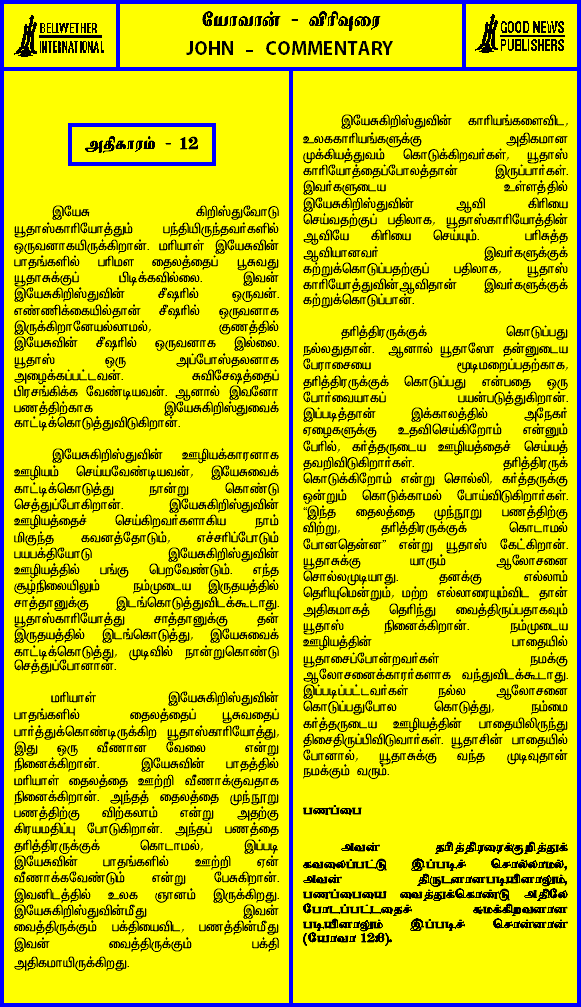 BELWETHER
INTERNATIONAL
யோவான் - விரிவுரை
JOHN - COMMENTARY
GOOD NEWS
PUBLISHERS
அதிகாரம் - 12
இயேசு கிறிஸ்துவோடு
யூதாஸ்காரியோத்தும் பந்தியிருந்தவர்களில்
ஒருவனாகயிருக்கிறான். மரியாள் இயேசுவின்
பாதங்களில் பரிமள தைலத்தைப் பூசுவது
யூதாசுக்குப் பிடிக்கவில்லை. இவன்
இயேசுகிறிஸ்துவின் சீஷரில் ஒருவன்.
எண்ணிக்கையில்தான் சீஷரில் ஒருவனாக
இருக்கிறானேயல்லாமல், குணத்தில்
இயேசுவின் சீஷரில் ஒருவனாக இல்லை.
யூதாஸ் ஒரு அப்போஸ்தலனாக
அழைக்கப்பட்டவன். சுவிசேஷத்தைப்
பிரசங்கிக்க வேண்டியவன். ஆனால் இவனோ
பணத்திற்காக இயேசுகிறிஸ்துவைக்
காட்டிக்கொடுத்துவிடுகிறான்.
இயேசுகிறிஸ்துவின் ஊழியக்காரனாக
ஊழியம் செய்யவேண்டியவன், இயேசுவைக்
காட்டிக்கொடுத்து நான்று கொண்டு
செத்துப்போகிறான். இயேசுகிறிஸ்துவின்
ஊழியத்தைச் செய்கிறவர்களாகிய நாம்
மிகுந்த கவனத்தோடும், எச்சரிப்போடும்
பயபக்தியோடு இயேசுகிறிஸ்துவின்
ஊழியத்தில் பங்கு பெறவேண்டும். எந்த
சூழ்நிலையிலும் நம்முடைய இருதயத்தில்
சாத்தானுக்கு இடங்கொடுத்துவிடக்கூடாது.
யூதாஸ்காரியோத்து சாத்தானுக்கு தன்
இருதயத்தில் இடங்கொடுத்து, இயேசுவைக்
காட்டிக்கொடுத்து, முடிவில் நான்றுகொண்டு
செத்துப்போனான்.
மரியாள் இயேசுகிறிஸ்துவின்
பாதங்களில் தைலத்தைப் பூசுவதைப்
பார்த்துக்கொண்டிருக்கிற யூதாஸ்காரியோத்து,
இது ஒரு வீணான வேலை என்று
நினைக்கிறான். இயேசுவின் பாதத்தில்
மரியாள் தைலத்தை ஊற்றி வீணாக்குவதாக
நினைக்கிறான். அந்தத் தைலத்தை முந்நூறு
பணத்திற்கு விற்கலாம் என்று அதற்கு
கிரயமதிப்பு போடுகிறான். அந்தப் பணத்தை
தரித்திரருக்குக் கொடாமல், இப்படி
இயேசுவின் பாதங்களில் ஊற்றி ஏன்
வீணாக்கவேண்டும் என்று பேசுகிறான்.
இவனிடத்தில் உலக ஞானம் இருக்கிறது.
இயேசுகிறிஸ்துவின்மீது இவன்
வைத்திருக்கும் பக்தியைவிட, பணத்தின்மீது
இவன் வைத்திருக்கும் பக்தி
அதிகமாயிருக்கிறது.
இயேசுகிறிஸ்துவின் காரியங்களைவிட,
உலககாரியங்களுக்கு அதிகமான
முக்கியத்துவம் கொடுக்கிறவர்கள், யூதாஸ்
காரியோத்தைப்போலத்தான் இருப்பார்கள்.
இவர்களுடைய உள்ளத்தில்
இயேசுகிறிஸ்துவின் ஆவி கிரியை
செய்வதற்குப் பதிலாக, யூதாஸ்காரியோத்தின்
ஆவியே கிரியை செய்யும். பரிசுத்த
ஆவியானவர் இவர்களுக்குக்
கற்றுக்கொடுப்பதற்குப் பதிலாக, யூதாஸ்
காரியோத்துவின்ஆவிதான் இவர்களுக்குக்
கற்றுக்கொடுப்பான்.
தரித்திரருக்குக் கொடுப்பது
நல்லதுதான். ஆனால் யூதாஸோ தன்னுடைய
பேராசையை மூடிமறைப்பதற்காக,
தரித்திரருக்குக் கொடுப்பது என்பதை ஒரு
போர்வையாகப் பயன்படுத்துகிறான்.
இப்படித்தான் இக்காலத்தில் அநேகர்
ஏழைகளுக்கு உதவிசெய்கிறோம் என்னும்
பேரில், கர்த்தருடைய ஊழியத்தைச் செய்யத்
தவறிவிடுகிறார்கள். தரித்திரருக்
கொடுக்கிறோம் என்று சொல்லி, கர்த்தருக்கு
ஒன்றும் கொடுக்காமல் போய்விடுகிறார்கள்.
"இந்த தைலத்தை முந்நூறு பணத்திற்கு
விற்று, தரித்திரருக்குக் கொடாமல்
போனதென்ன" என்று யூதாஸ் கேட்கிறான்.
யூதாசுக்கு யாரும் ஆலோசனை
சொல்லமுடியாது. தனக்கு எல்லாம்
தெரியுமென்றும், மற்ற எல்லாரையும்விட தான்
அதிகமாகத் தெரிந்து வைத்திருப்பதாகவும்
யூதாஸ் நினைக்கிறான். நம்முடைய
ஊழியத்தின் பாதையில்
யூதாசைப்போன்றவர்கள் நமக்கு
ஆலோசனைக்காரர்களாக வந்துவிடக்கூடாது.
இப்படிப்பட்டவர்கள் நல்ல ஆலோசனை
கொடுப்பதுபோல கொடுத்து, நம்மை
கர்த்தருடைய ஊழியத்தின் பாதையிலிருந்து
திசைதிருப்பிவிடுவார்கள். யூதாசின் பாதையில்
போனால், யூதாசுக்கு வந்த முடிவுதான்
நமக்கும் வரும்.
பணப்பை
அவன் தரித்திரரைக்குறித்துக்
கவலைப்பட்டு இப்படிச் சொல்லாமல்,
அவன் திருடனானபடியினாலும்,
பணப்பையை வைத்துக்கொண்டு அதிலே
போடப்பட்டதைச் சுமக்கிறவனான
படியினாலும் இப்படிச் சொன்னான்
(யோவா 12:6).